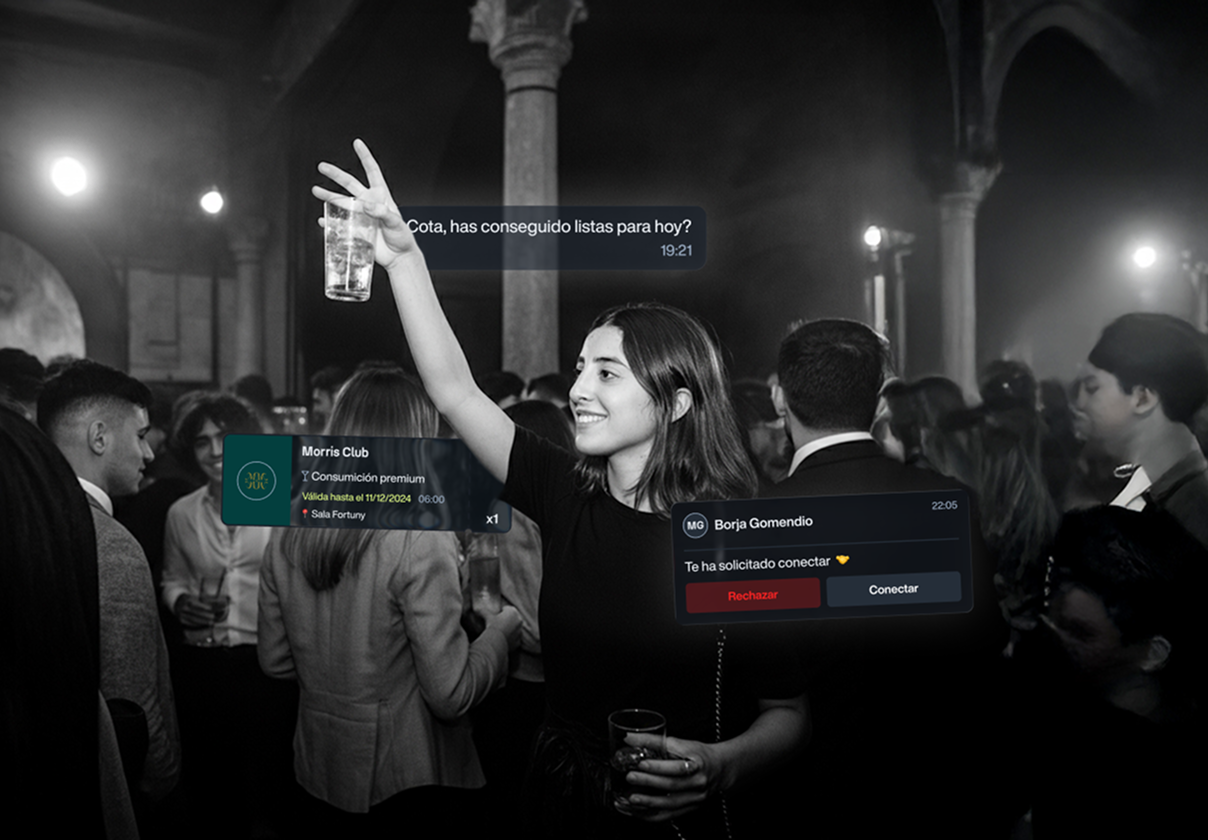 Cota, has conseguido listas para hoy?
19:21
Morris Club
Consumición premium
Válida hasta el 11/12/2024 06:00
Sala Fortuny
x1
22:05
MG Borja Gomendio
Te ha solicitado conectar 🤝
Rechazar Conectar